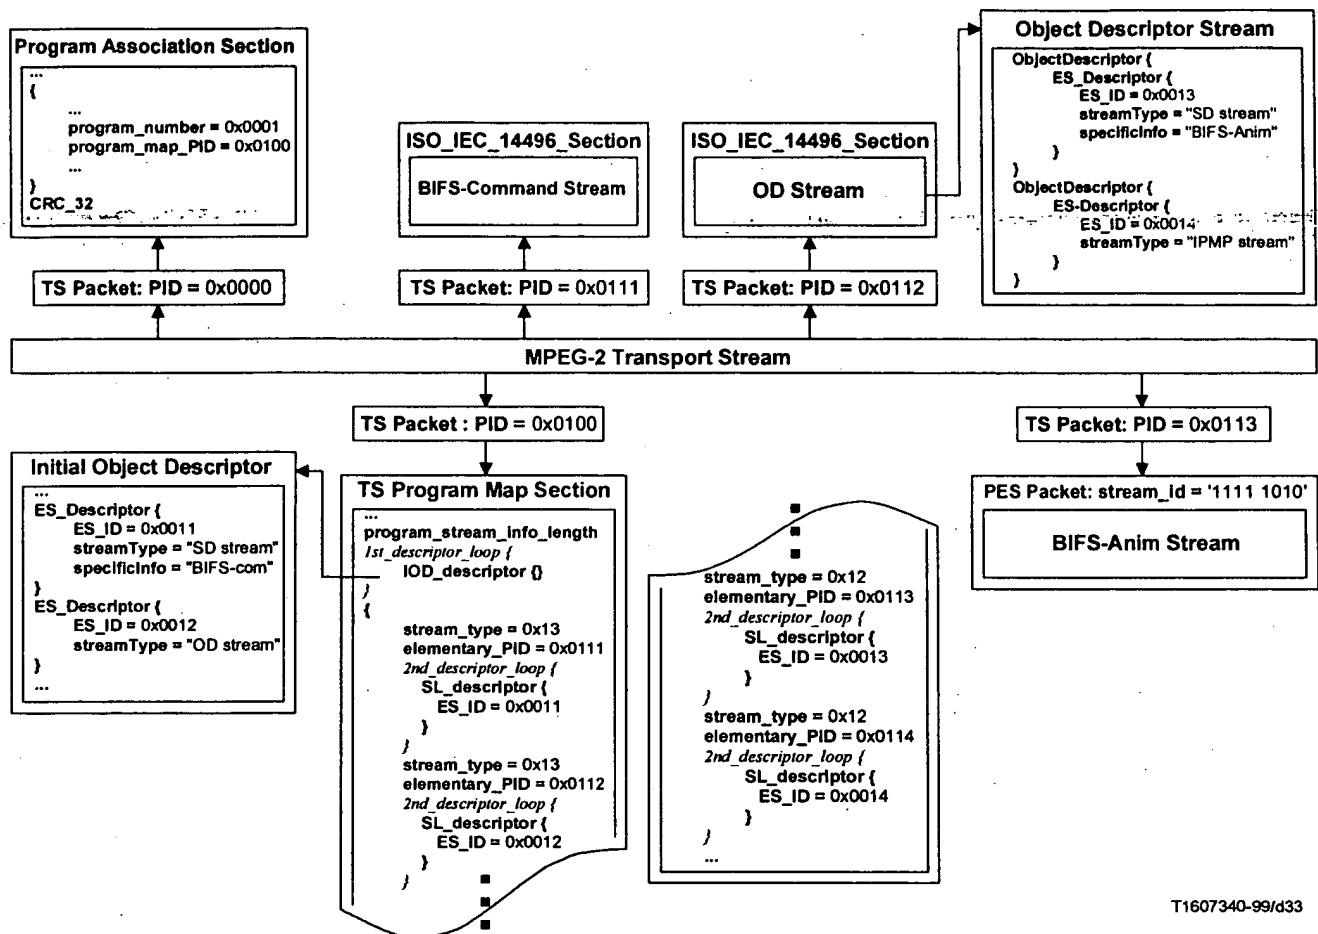 Program Association Section
...
{
...
program_number = 0x0001
program_map_PID = 0x0100
...
}
CRC_32
TS Packet: PID = 0x0000
ISO_IEC_14496_Section
BIFS-Command Stream
TS Packet: PID = 0x0111
ISO_IEC_14496_Section
OD Stream
TS Packet: PID = 0x0112
Object Descriptor Stream
ObjectDescriptor {
ES_Descriptor {
ES_ID = 0x0013
streamType = "SD stream"
specificInfo = "BIFS-Anim"
}
}
ObjectDescriptor {
ES-Descriptor {
ES_ID = 0x0014
streamType = "IPMP stream"
}
}
MPEG-2 Transport Stream
TS Packet : PID = 0x0100
TS Packet: PID = 0x0113
Initial Object Descriptor
...
ES_Descriptor {
ES_ID = 0x0011
streamType = "SD stream"
specificInfo = "BIFS-com"
}
ES_Descriptor {
ES_ID = 0x0012
streamType = "OD stream"
}
...
TS Program Map Section
...
program_stream_info_length
1st_descriptor_loop {
IOD_descriptor {}
}
{
stream_type = 0x13
elementary_PID = 0x0111
2nd_descriptor_loop {
SL_descriptor {
ES_ID = 0x0011
}
}
stream_type = 0x13
elementary_PID = 0x0112
2nd_descriptor_loop {
SL_descriptor {
ES_ID = 0x0012
}
}
stream_type = 0x12
elementary_PID = 0x0113
2nd_descriptor_loop {
SL_descriptor {
ES_ID = 0x0013
}
}
stream_type = 0x12
elementary_PID = 0x0114
2nd_descriptor_loop {
SL_descriptor {
ES_ID = 0x0014
}
}
...
PES Packet: stream_id = '1111 1010'
BIFS-Anim Stream
T1607340-99/d33